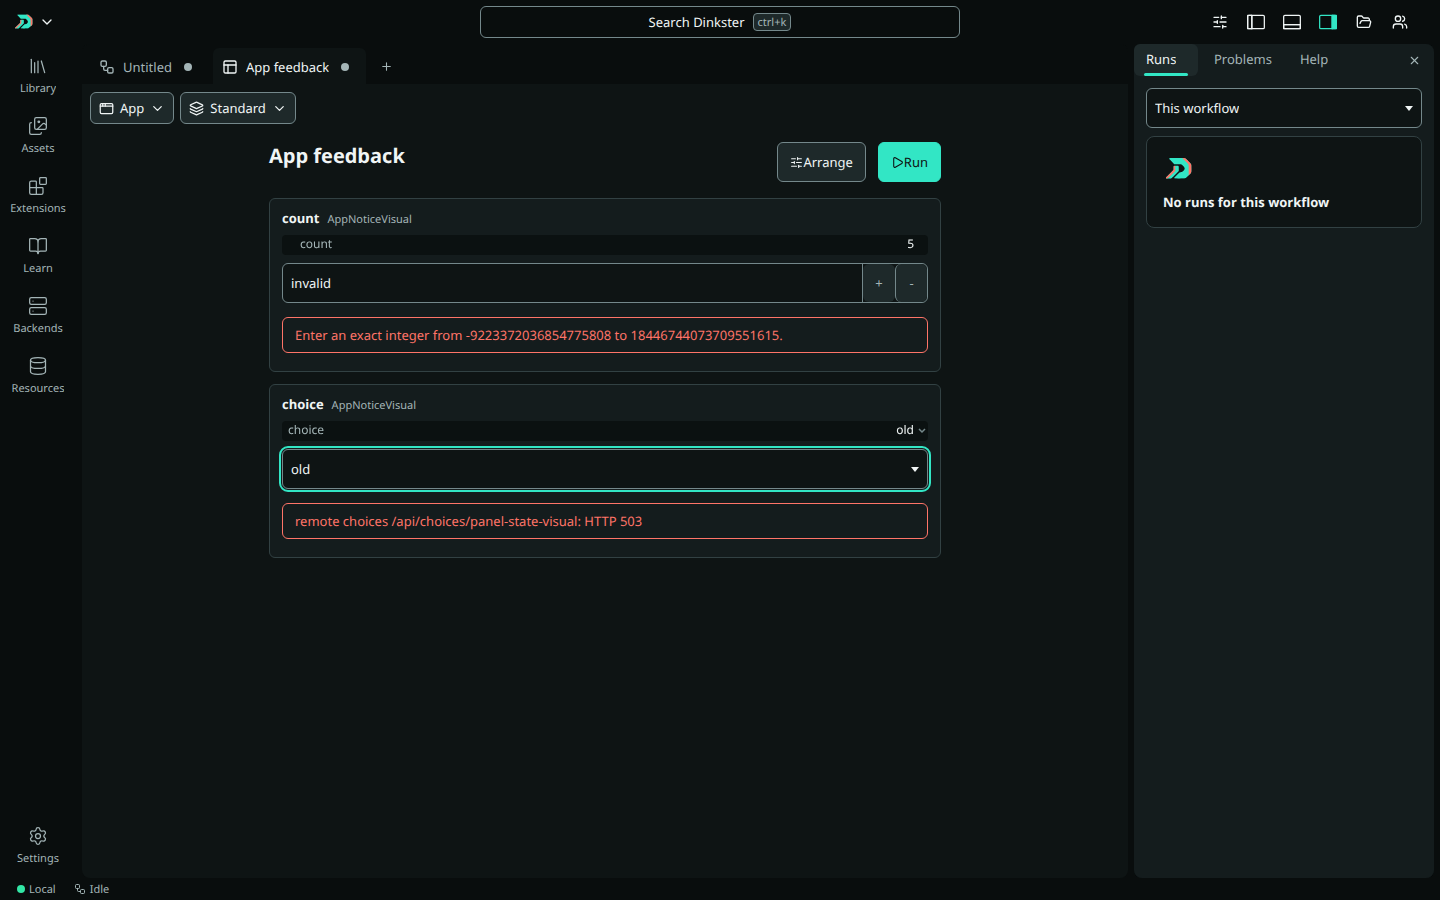 Search Dinkster ctrl+k
Library
Assets
Extensions
Learn
Backends
Resources
Settings
Untitled
App feedback
+
App
Standard
App feedback
Arrange
Run
count AppNoticeVisual
count 5
invalid + -
Enter an exact integer from -9223372036854775808 to 18446744073709551615.
choice AppNoticeVisual
choice old
old
remote choices /api/choices/panel-state-visual: HTTP 503
Runs Problems Help
This workflow
No runs for this workflow
Local Idle